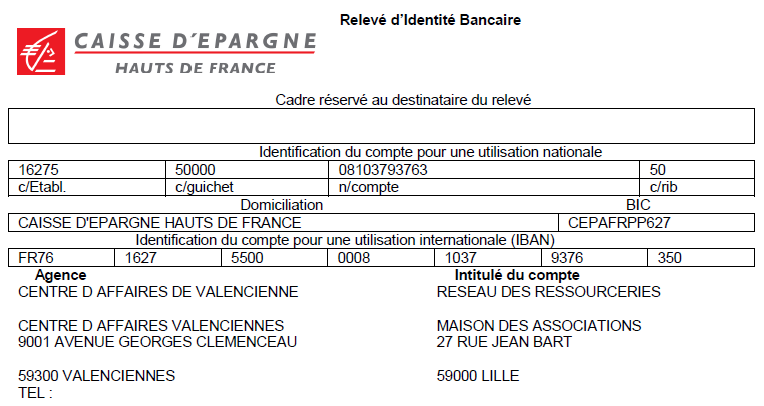 Relevé d'Identité Bancaire
CAISSE D'EPARGNE
HAUTS DE FRANCE
Cadre réservé au destinataire du relevé
Identification du compte pour une utilisation nationale
16275 50000 08103793763 50
c/Etabl. c/guichet n/compte c/rib
Domiciliation BIC
CAISSE D'EPARGNE HAUTS DE FRANCE CEPAFRPP627
Identification du compte pour une utilisation internationale (IBAN)
FR76 1627 5500 0008 1037 9376 350
Agence Intitulé du compte
CENTRE D AFFAIRES DE VALENCIENNE RESEAU DES RESSOURCERIES
CENTRE D AFFAIRES VALENCIENNES MAISON DES ASSOCIATIONS
9001 AVENUE GEORGES CLEMENCEAU 27 RUE JEAN BART
59300 VALENCIENNES 59000 LILLE
TEL :